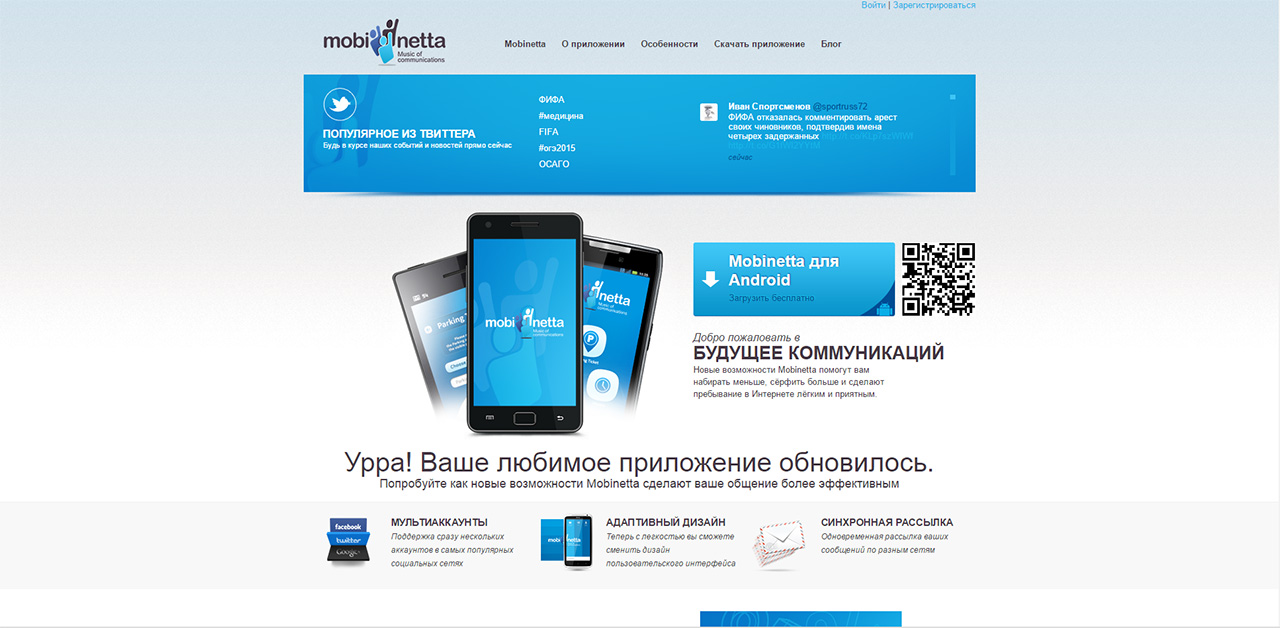 Войти | Зарегистрироваться
mobinetta
Music of
communications
Mobinetta О приложении Особенности Скачать приложение Блог
ПОПУЛЯРНОЕ ИЗ ТВИТТЕРА
Будь в курсе наших событий и новостей прямо сейчас
ФИФА
#медицина
FIFA
#огэ2015
ОСАГО
Иван Спортсменов @sportruss72
ФИФА отказалась комментировать арест
своих чиновников, подтвердив имена
четырех задержанных
сейчас
mobinetta
Music of
communications
netta
Music of
communications
Parking
Mobinetta для
Android
Загрузить бесплатно
Добро пожаловать в
БУДУЩЕЕ КОММУНИКАЦИЙ
Новые возможности Mobinetta помогут вам
набирать меньше, сёрфить больше и сделают
пребывание в Интернете лёгким и приятным.
Урра! Ваше любимое приложение обновилось.
Попробуйте как новые возможности Mobinetta сделают ваше общение более эффективным
facebook
twitter
Google
МУЛЬТИАККАУНТЫ
Поддержка сразу нескольких
аккаунтов в самых популярных
социальных сетях
mobi netta
АДАПТИВНЫЙ ДИЗАЙН
Теперь с легкостью вы сможете
сменить дизайн
пользовательского интерфейса
СИНХРОННАЯ РАССЫЛКА
Одновременная рассылка ваших
сообщений по разным сетям